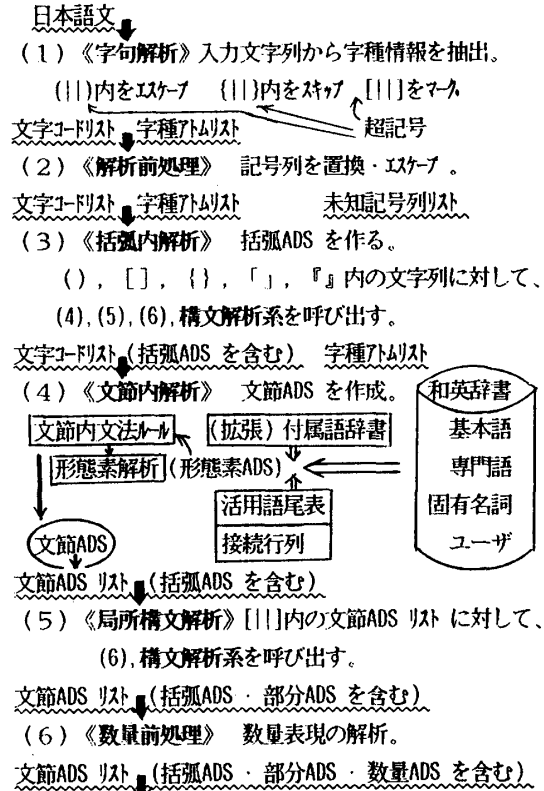 日本語文
(1)《字句解析》入力文字列から字種情報を抽出。
{||}内をエスケープ {||}内をスキップ [||]をマーク。
超記号
文字コードリスト 字種アトムリスト
(2)《解析前処理》 記号列を置換・エスケープ。
文字コードリスト 字種アトムリスト 未知記号列リスト
(3)《括弧内解析》 括弧ADS を作る。
(), [], {}, 「」, 『』内の文字列に対して、
(4),(5),(6),構文解析系を呼び出す。
文字コードリスト(括弧ADS を含む) 字種アトムリスト
(4)《文節内解析》 文節ADS を作成。
和英辞書
文節内文法ルール (拡張)付属語辞書 基本語
形態素解析 (形態素ADS) 専門語
活用語尾表 固有名詞
文節ADS 接続行列 ユーザ
文節ADS リスト (括弧ADS を含む)
(5)《局所構文解析》[||]内の文節ADS リスト に対して、
(6),構文解析系を呼び出す。
文節ADS リスト (括弧ADS ・ 部分ADS を含む)
(6)《数量前処理》 数量表現の解析。
文節ADS リスト (括弧ADS ・ 部分ADS ・ 数量ADS を含む)